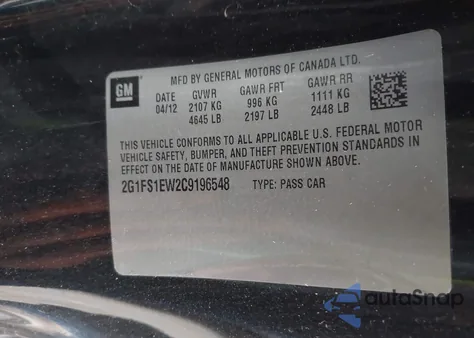 MFD BY GENERAL MOTORS OF CANADA LTD.
GM
DATE GVWR GAWR FRT GAWR RR
04/12 2107 KG 996 KG 1111 KG
4645 LB 2197 LB 2448 LB
THIS VEHICLE CONFORMS TO ALL APPLICABLE U.S. FEDERAL MOTOR
VEHICLE SAFETY, BUMPER, AND THEFT PREVENTION STANDARDS IN
EFFECT ON THE DATE OF MANUFACTURE SHOWN ABOVE.
2G1FS1EW2C9196548 TYPE: PASS CAR
autoSnap